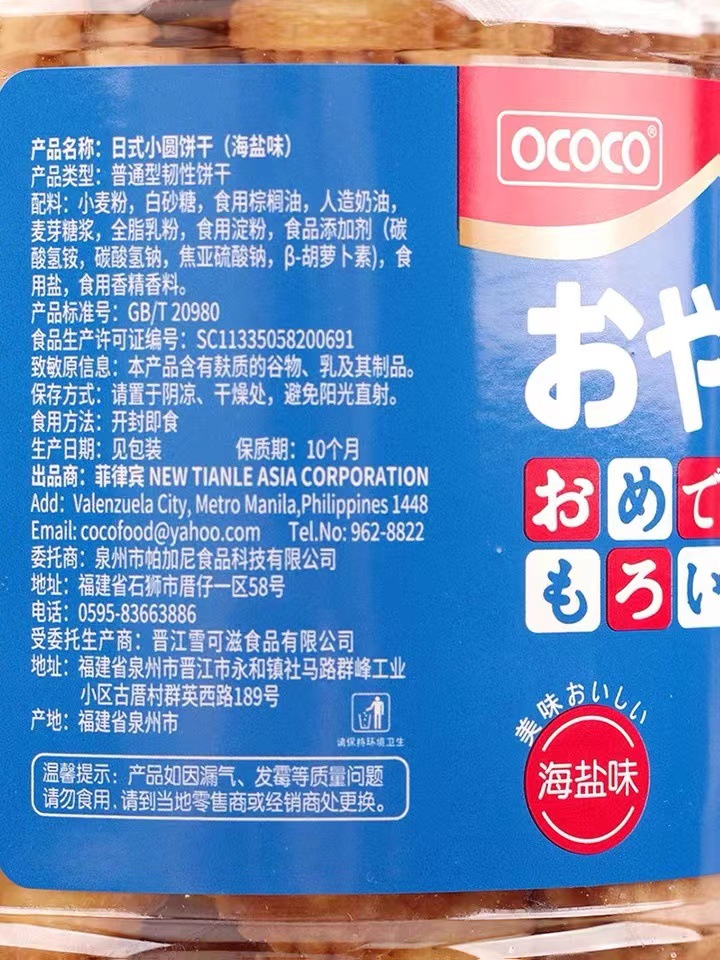 产品名称：日式小圆饼干（海盐味）
产品类型：普通型韧性饼干
配料：小麦粉，白砂糖，食用棕榈油，人造奶油，
麦芽糖浆，全脂乳粉，食用淀粉，食品添加剂（碳
酸氢铵，碳酸氢钠，焦亚硫酸钠，β-胡萝卜素)，食
用盐，食用香精香料。
产品标准号：GB/T 20980
食品生产许可证编号：SC11335058200691
致敏原信息：本产品含有麸质的谷物、乳及其制品。
保存方式：请置于阴凉、干燥处，避免阳光直射。
食用方法：开封即食
生产日期：见包装 保质期：10个月
出品商：菲律宾 NEW TIANLE ASIA CORPORATION
Add：Valenzuela City, Metro Manila,Philippines 1448
Email: cocofood@yahoo.com Tel.No: 962-8822
委托商：泉州市帕加尼食品科技有限公司
地址：福建省石狮市厝仔一区58号
电话：0595-83663886
受委托生产商：晋江雪可滋食品有限公司
地址：福建省泉州市晋江市永和镇社马路群峰工业
小区古厝村群英西路189号
产地：福建省泉州市
请保持环境卫生
温馨提示：产品如因漏气、发霉等质量问题
请勿食用，请到当地零售商或经销商处更换。
OCOCO®
おや
おめで
もろい
美味おいしい
海盐味